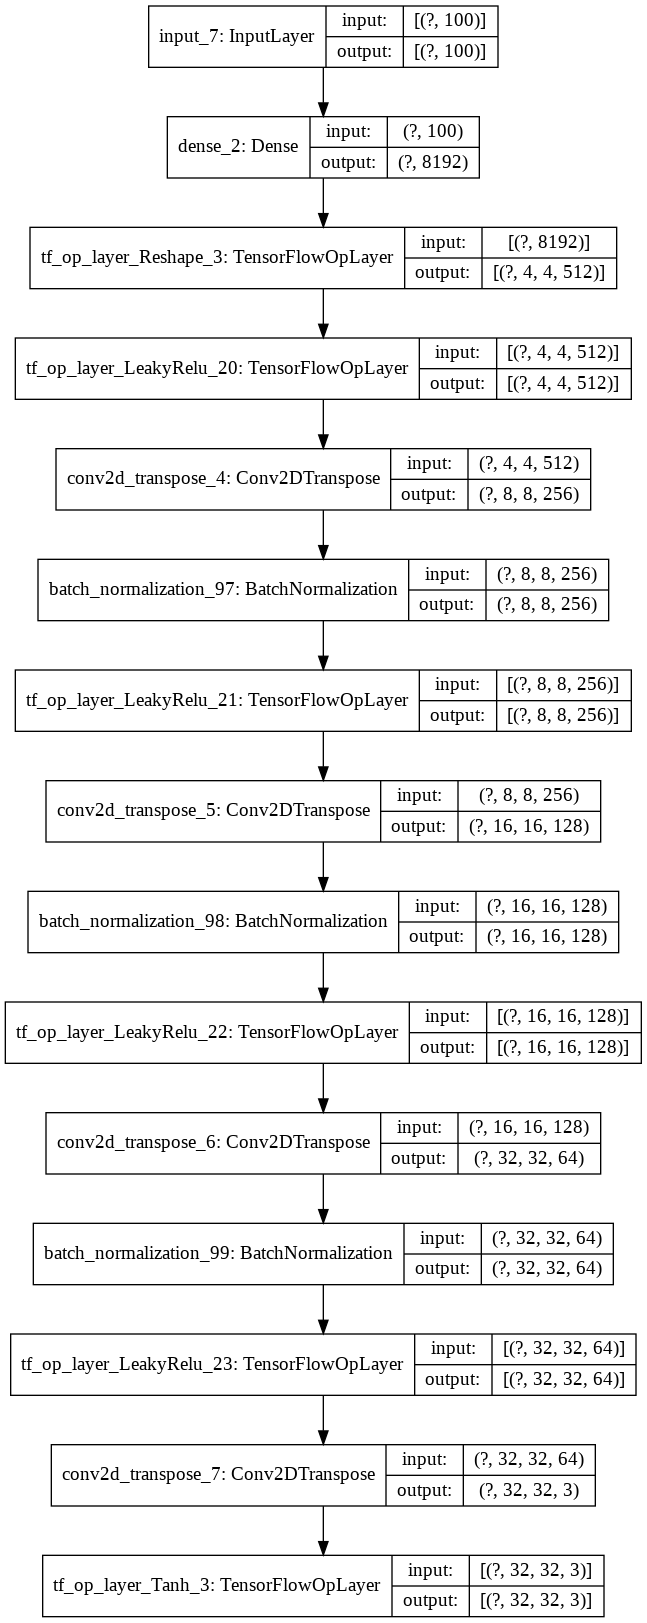 input_7: InputLayer
input: [(?, 100)]
output: [(?, 100)]
dense_2: Dense
input: (?, 100)
output: (?, 8192)
tf_op_layer_Reshape_3: TensorFlowOpLayer
input: [(?, 8192)]
output: [(?, 4, 4, 512)]
tf_op_layer_LeakyRelu_20: TensorFlowOpLayer
input: [(?, 4, 4, 512)]
output: [(?, 4, 4, 512)]
conv2d_transpose_4: Conv2DTranspose
input: (?, 4, 4, 512)
output: (?, 8, 8, 256)
batch_normalization_97: BatchNormalization
input: (?, 8, 8, 256)
output: (?, 8, 8, 256)
tf_op_layer_LeakyRelu_21: TensorFlowOpLayer
input: [(?, 8, 8, 256)]
output: [(?, 8, 8, 256)]
conv2d_transpose_5: Conv2DTranspose
input: (?, 8, 8, 256)
output: (?, 16, 16, 128)
batch_normalization_98: BatchNormalization
input: (?, 16, 16, 128)
output: (?, 16, 16, 128)
tf_op_layer_LeakyRelu_22: TensorFlowOpLayer
input: [(?, 16, 16, 128)]
output: [(?, 16, 16, 128)]
conv2d_transpose_6: Conv2DTranspose
input: (?, 16, 16, 128)
output: (?, 32, 32, 64)
batch_normalization_99: BatchNormalization
input: (?, 32, 32, 64)
output: (?, 32, 32, 64)
tf_op_layer_LeakyRelu_23: TensorFlowOpLayer
input: [(?, 32, 32, 64)]
output: [(?, 32, 32, 64)]
conv2d_transpose_7: Conv2DTranspose
input: (?, 32, 32, 64)
output: (?, 32, 32, 3)
tf_op_layer_Tanh_3: TensorFlowOpLayer
input: [(?, 32, 32, 3)]
output: [(?, 32, 32, 3)]